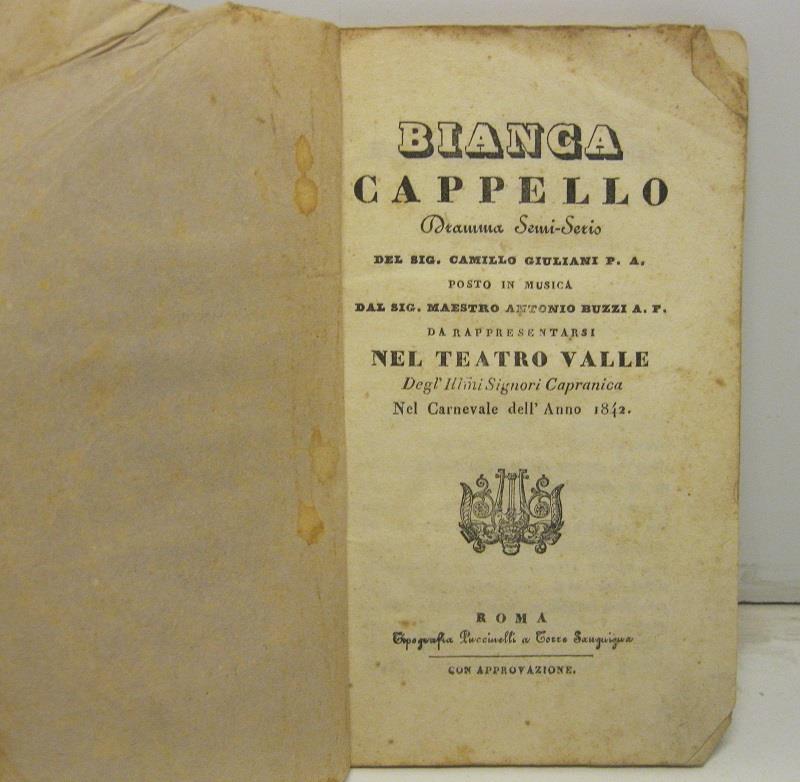 BIANCA
CAPPELLO
Dramma Semi-Serio
DEL SIG. CAMILLO GIULIANI P. A.
POSTO IN MUSICA
DAL SIG. MAESTRO ANTONIO BUZZI A. F.
DA RAPPRESENTARSI
NEL TEATRO VALLE
Degl' Illm̃i Signori Capranica
Nel Carnevale dell' Anno 1842.
ROMA
Tipografia Puccinelli a Torre Sanguigna
CON APPROVAZIONE.